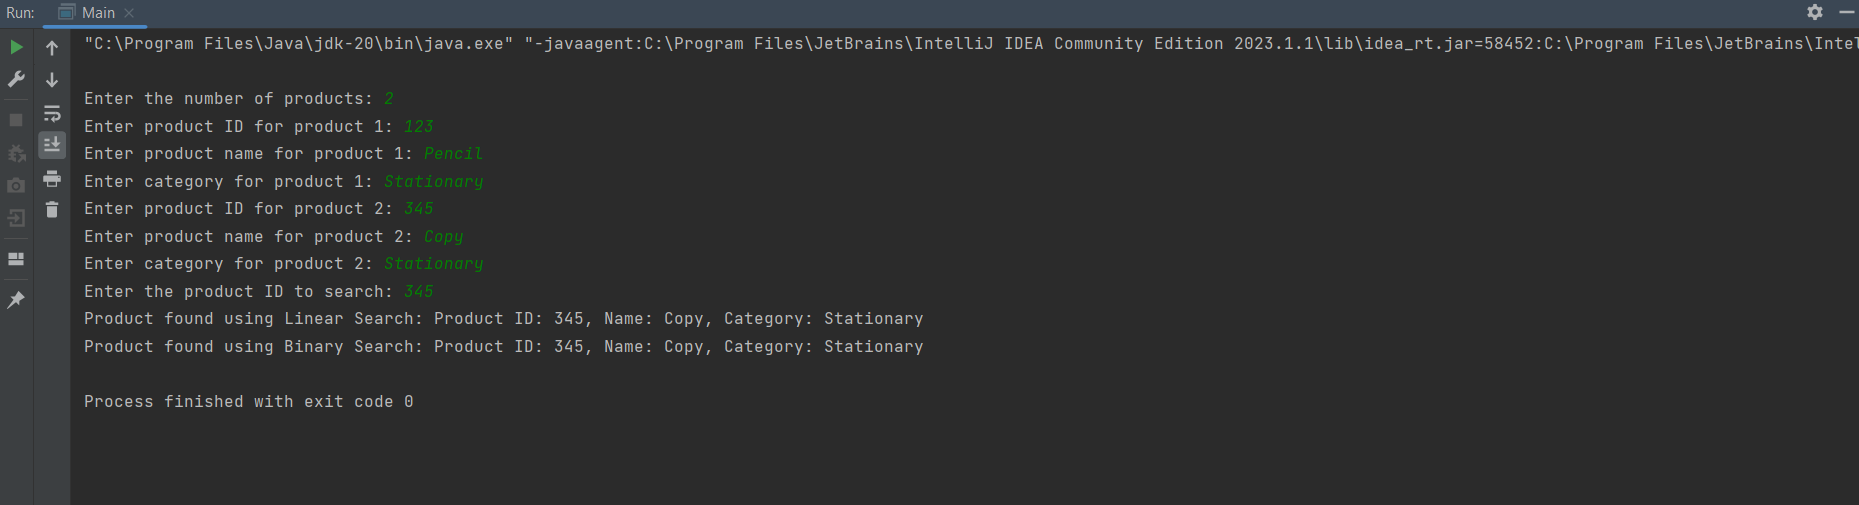 Run: Main
"C:\Program Files\Java\jdk-20\bin\java.exe" "-javaagent:C:\Program Files\JetBrains\IntelliJ IDEA Community Edition 2023.1.1\lib\idea_rt.jar=58452:C:\Program Files\JetBrains\Inte
Enter the number of products: 2
Enter product ID for product 1: 123
Enter product name for product 1: Pencil
Enter category for product 1: Stationary
Enter product ID for product 2: 345
Enter product name for product 2: Copy
Enter category for product 2: Stationary
Enter the product ID to search: 345
Product found using Linear Search: Product ID: 345, Name: Copy, Category: Stationary
Product found using Binary Search: Product ID: 345, Name: Copy, Category: Stationary
Process finished with exit code 0